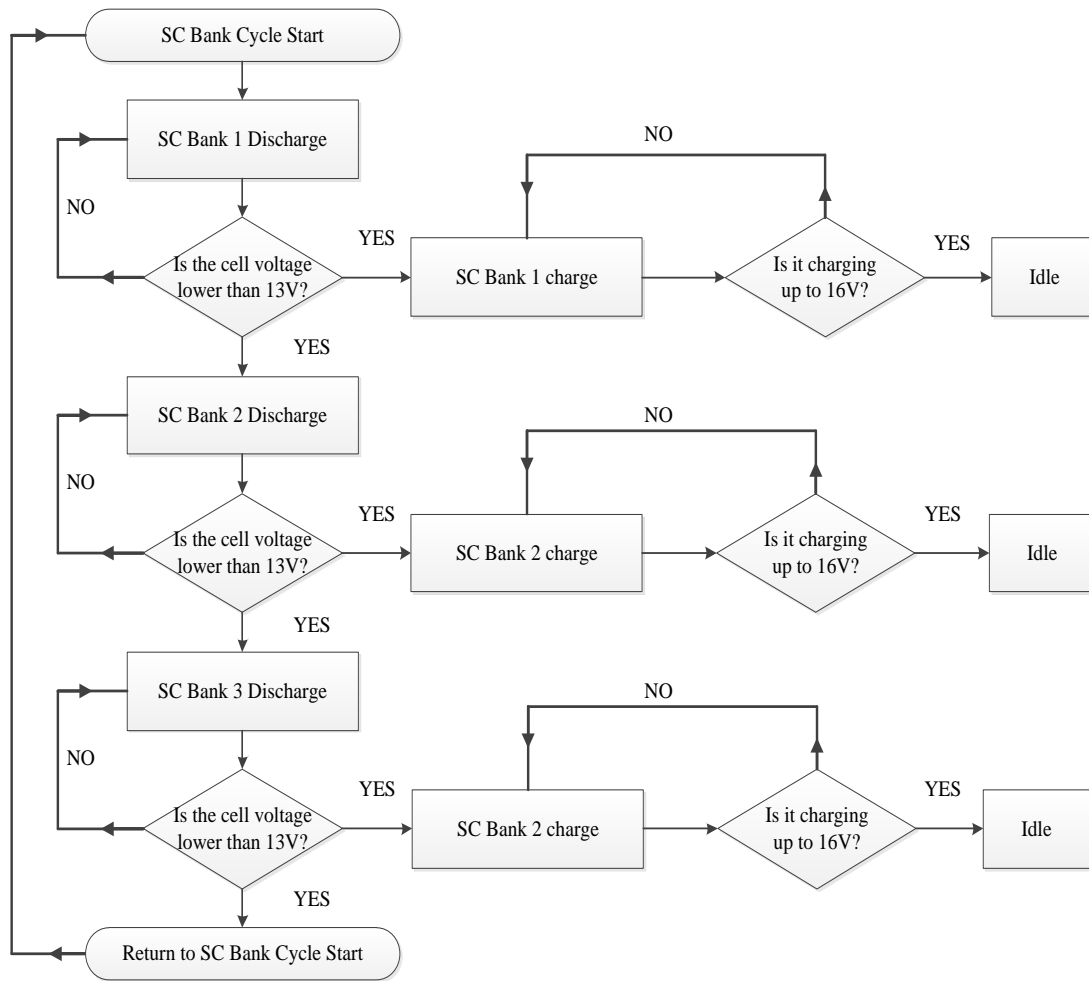 SC Bank Cycle Start
SC Bank 1 Discharge
NO
NO
Is the cell voltage
lower than 13V?
YES
SC Bank 1 charge
Is it charging
up to 16V?
YES
Idle
YES
SC Bank 2 Discharge
NO
NO
Is the cell voltage
lower than 13V?
YES
SC Bank 2 charge
Is it charging
up to 16V?
YES
Idle
YES
SC Bank 3 Discharge
NO
NO
Is the cell voltage
lower than 13V?
YES
SC Bank 2 charge
Is it charging
up to 16V?
YES
Idle
YES
Return to SC Bank Cycle Start